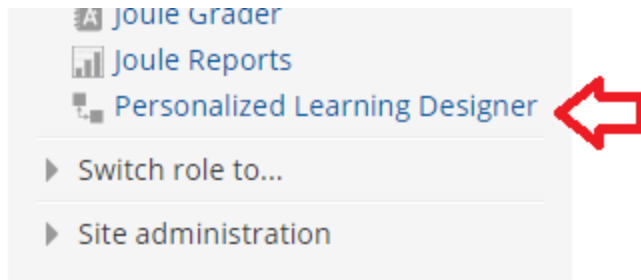 Joule Grader
Joule Reports
Personalized Learning Designer
Switch role to...
Site administration